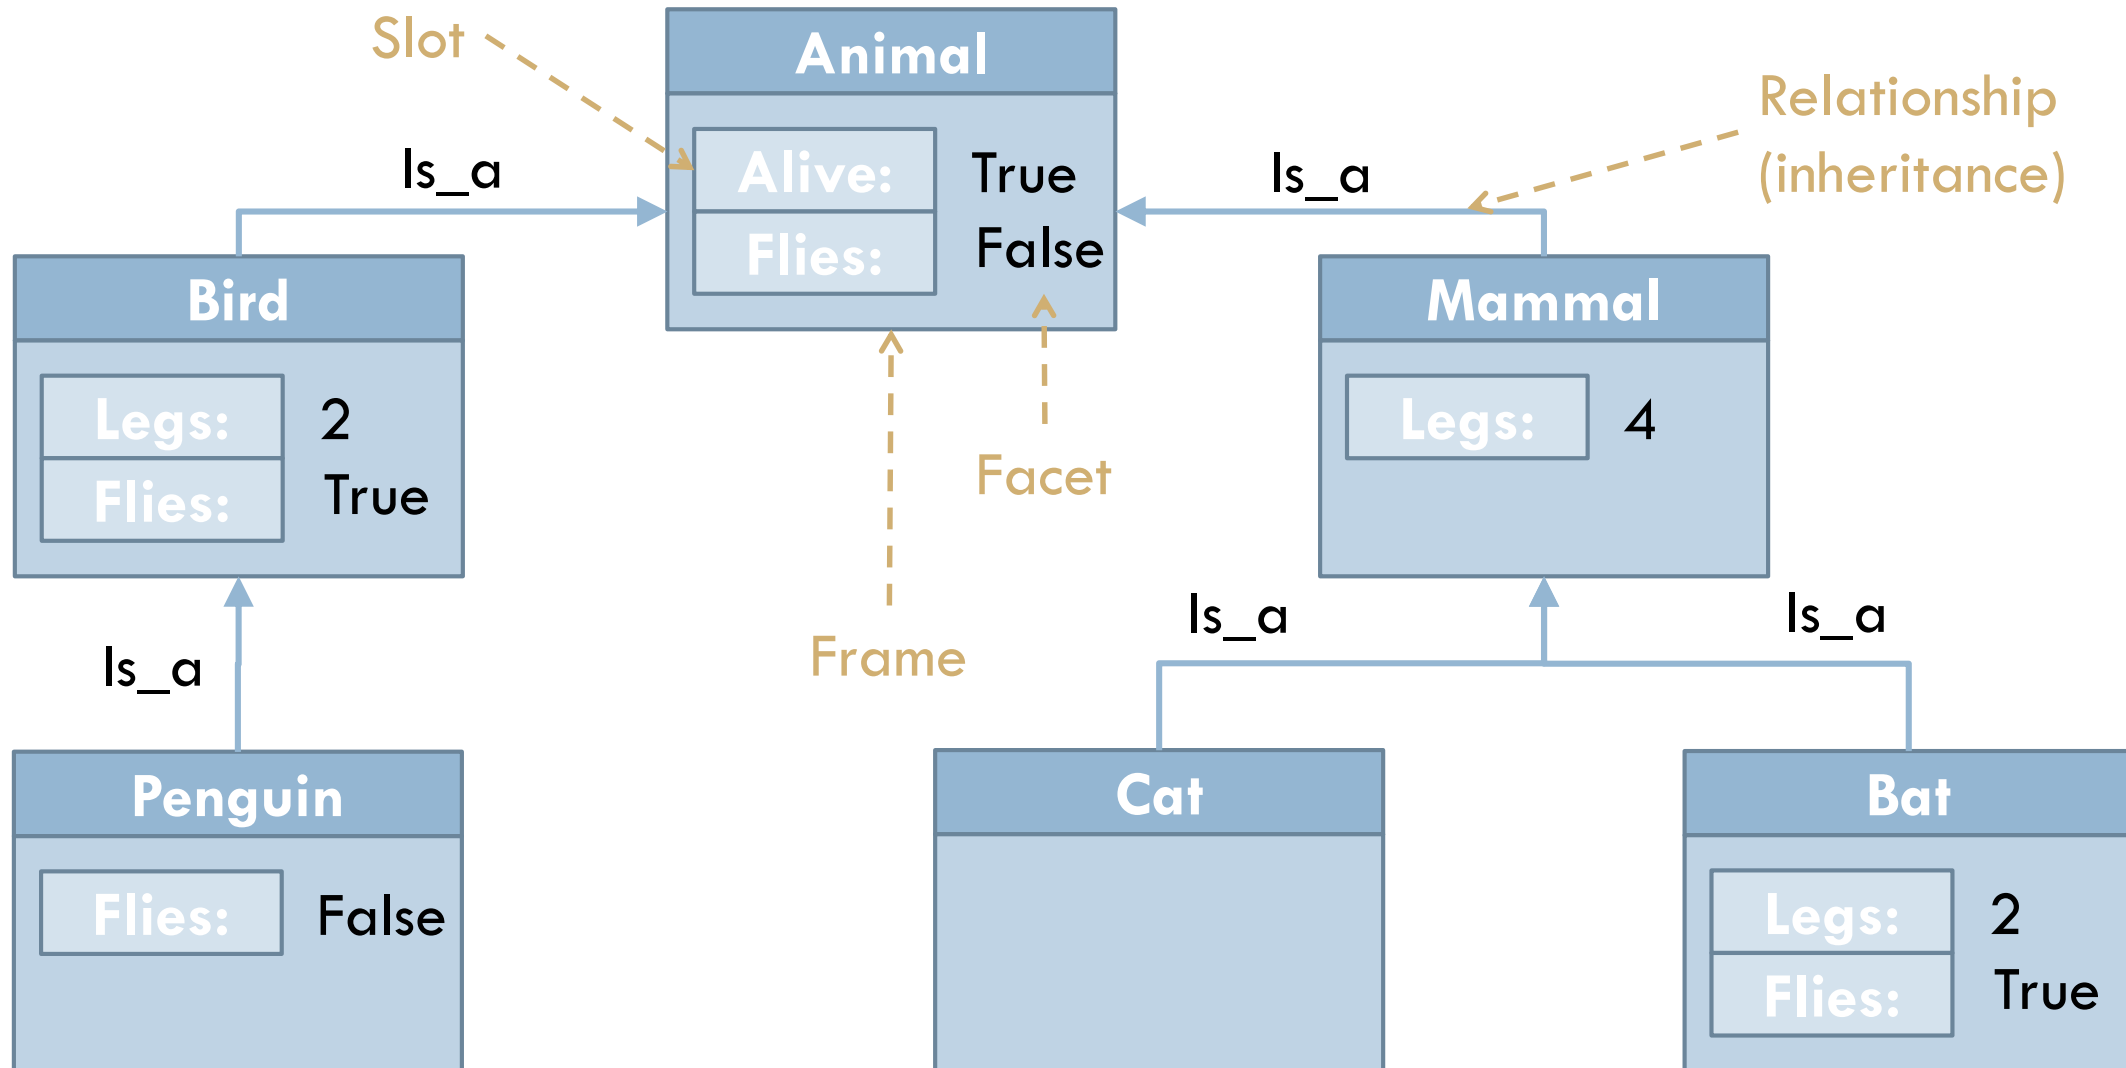 Slot
Animal
Alive: True
Flies: False
Relationship
(inheritance)
Is_a
Is_a
Bird
Legs: 2
Flies: True
Mammal
Legs: 4
Facet
Frame
Is_a
Is_a
Is_a
Penguin
Flies: False
Cat
Bat
Legs: 2
Flies: True